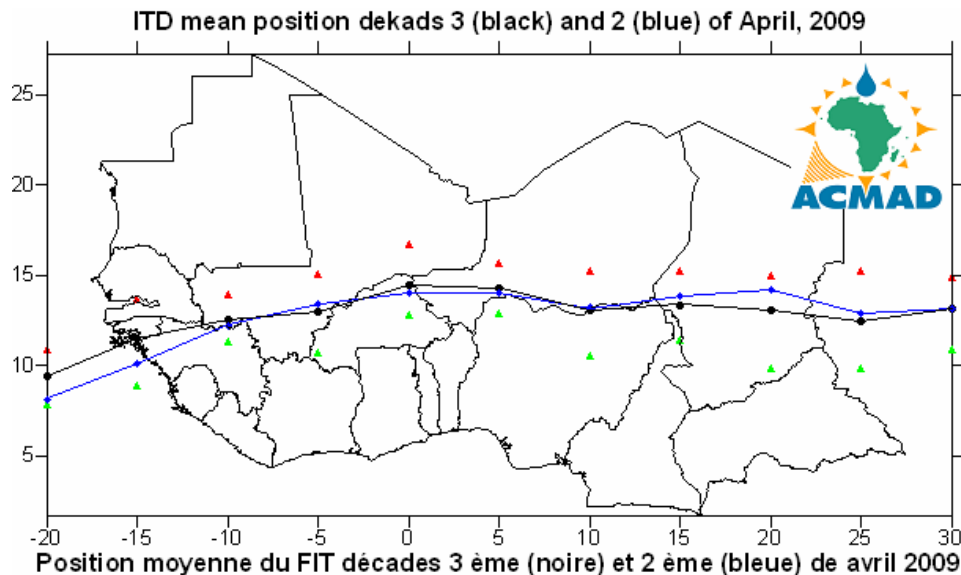 ITD mean position dekads 3 (black) and 2 (blue) of April, 2009
25
20
15
10
5
ACMAD
-20 -15 -10 -5 0 5 10 15 20 25 30
Position moyenne du FIT décades 3 ème (noire) et 2 ème (bleue) de avril 2009